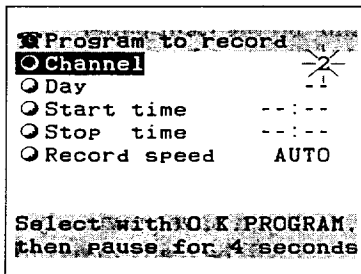 Program to record
Channel 2
Day --
Start time --:--
Stop time --:--
Record speed AUTO
Select with O.K.PROGRAM,
then pause for 4 seconds